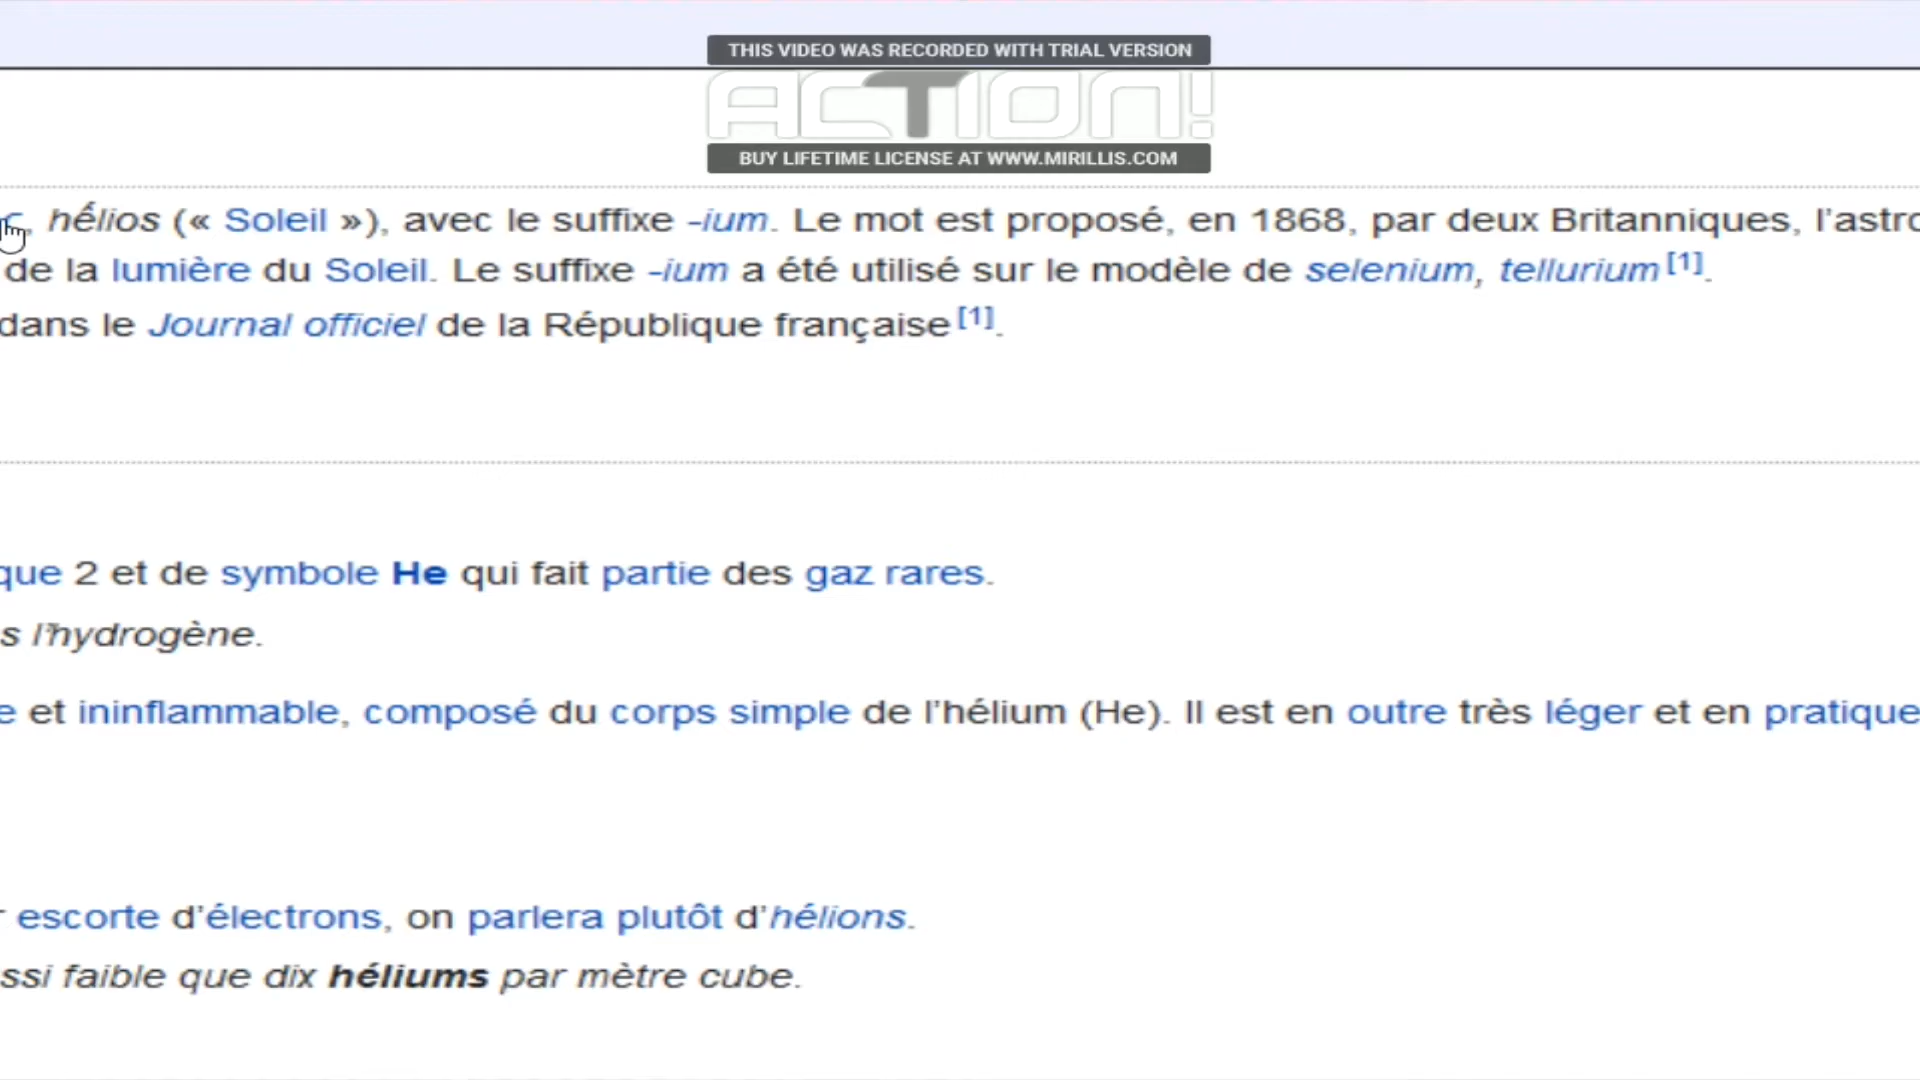 THIS VIDEO WAS RECORDED WITH TRIAL VERSION
ACTION!
BUY LIFETIME LICENSE AT WWW.MIRILLIS.COM
, hḗlios (« Soleil »), avec le suffixe -ium. Le mot est proposé, en 1868, par deux Britanniques, l’astro
de la lumière du Soleil. Le suffixe -ium a été utilisé sur le modèle de selenium, tellurium [1].
dans le Journal officiel de la République française [1].
que 2 et de symbole He qui fait partie des gaz rares.
s l’hydrogène.
e et ininflammable, composé du corps simple de l’hélium (He). Il est en outre très léger et en pratique
escorte d’électrons, on parlera plutôt d’hélions.
ssi faible que dix héliums par mètre cube.